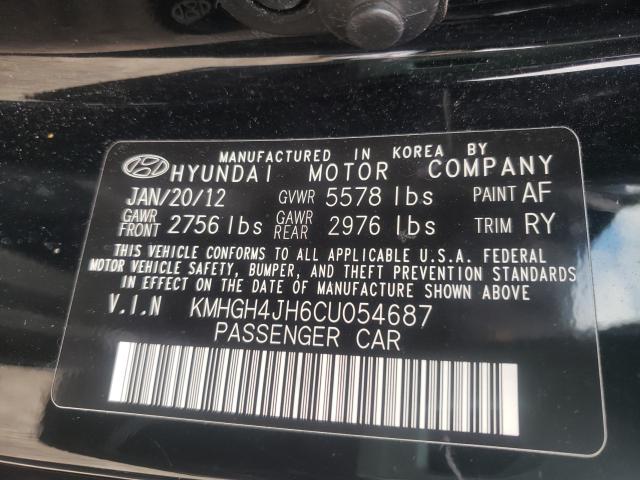 MANUFACTURED IN KOREA BY
HYUNDAI MOTOR COMPANY
JAN/20/12 GVWR 5578 lbs PAINT AF
GAWR FRONT 2756 lbs GAWR REAR 2976 lbs TRIM RY
THIS VEHICLE CONFORMS TO ALL APPLICABLE U.S.A. FEDERAL
MOTOR VEHICLE SAFETY, BUMPER, AND THEFT PREVENTION STANDARDS
IN EFFECT ON THE DATE OF MANUFACTURE SHOWN ABOVE
V.I.N KMHGH4JH6CU054687
PASSENGER CAR